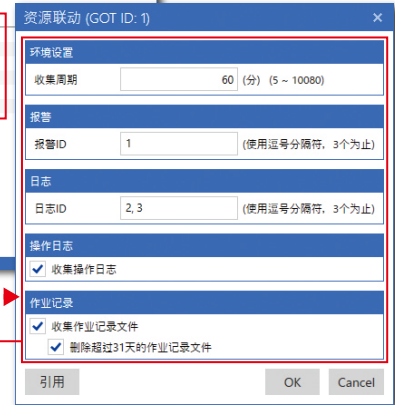 资源联动 (GOT ID: 1) ×
环境设置
收集周期 60 (分) (5 ~ 10080)
报警
报警ID 1 (使用逗号分隔符, 3个为止)
日志
日志ID 2, 3 (使用逗号分隔符, 3个为止)
操作日志
收集操作日志
作业记录
收集作业记录文件
删除超过31天的作业记录文件
引用 OK Cancel